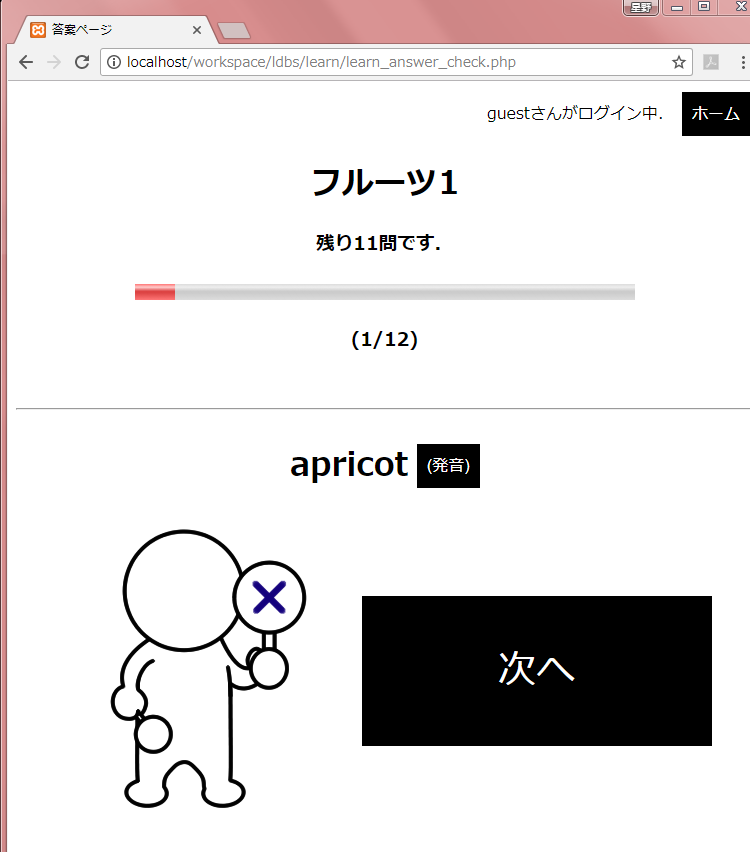 星野
答案ページ
localhost/workspace/ldbs/learn/learn_answer_check.php
guestさんがログイン中.
ホーム
フルーツ1
残り11問です.
(1/12)
apricot (発音)
次へ